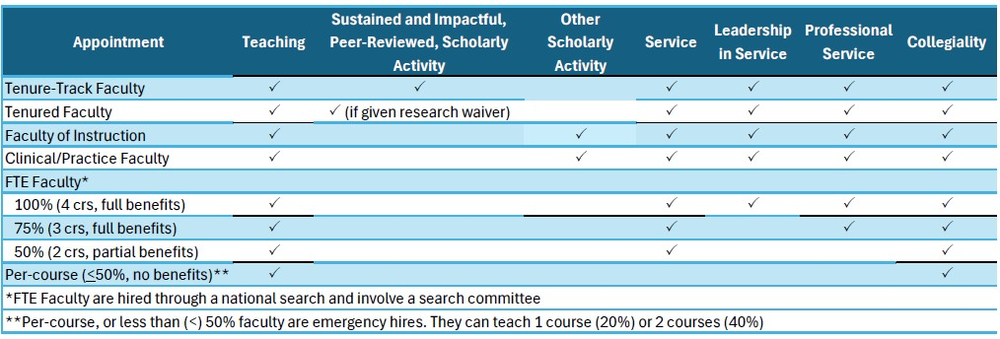 Appointment Teaching Sustained and Impactful, Peer-Reviewed, Scholarly Activity Other Scholarly Activity Service Leadership in Service Professional Service Collegiality
Tenure-Track Faculty ✓ ✓ ✓ ✓ ✓ ✓
Tenured Faculty ✓ ✓ (if given research waiver) ✓ ✓ ✓ ✓
Faculty of Instruction ✓ ✓ ✓ ✓ ✓ ✓
Clinical/Practice Faculty ✓ ✓ ✓ ✓ ✓ ✓
FTE Faculty*
100% (4 crs, full benefits) ✓ ✓ ✓ ✓ ✓
75% (3 crs, full benefits) ✓ ✓ ✓ ✓
50% (2 crs, partial benefits) ✓ ✓ ✓
Per-course (<50%, no benefits)** ✓ ✓
*FTE Faculty are hired through a national search and involve a search committee
**Per-course, or less than (<) 50% faculty are emergency hires. They can teach 1 course (20%) or 2 courses (40%)